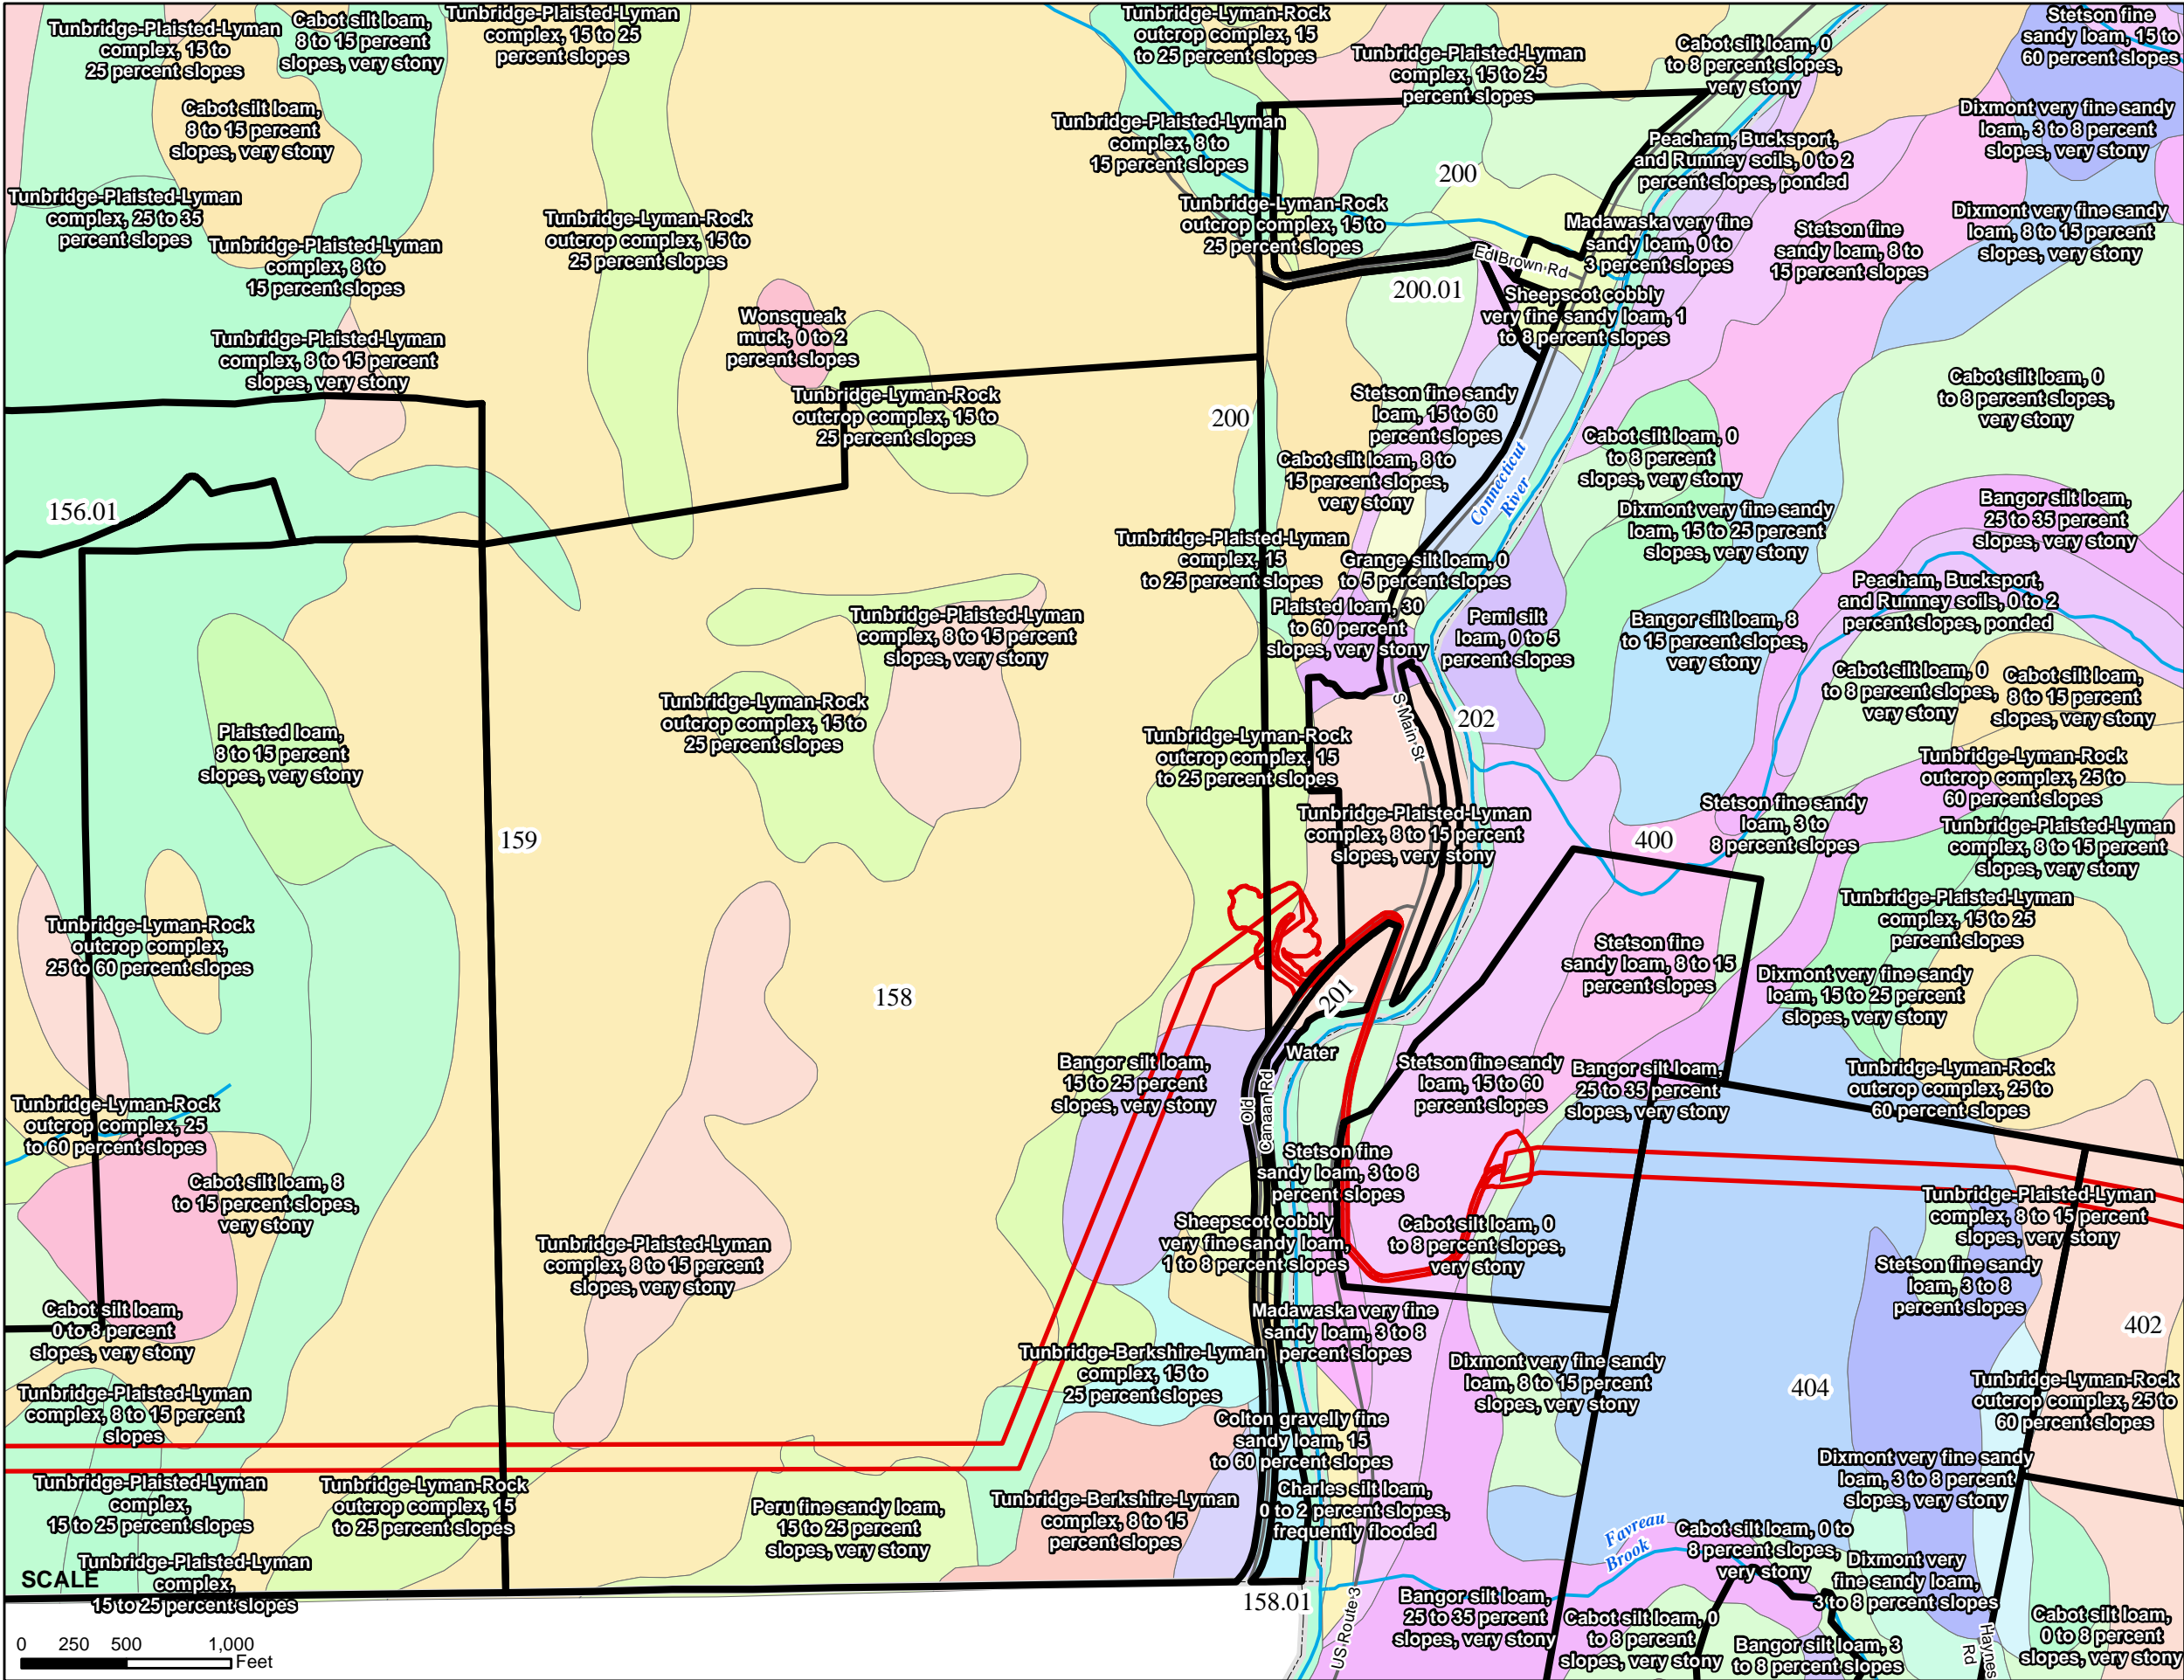 Tunbridge-Plaisted-Lyman
complex, 15 to
25 percent slopes
Cabot silt loam,
8 to 15 percent
slopes, very stony
Tunbridge-Plaisted-Lyman
complex, 15 to 25
percent slopes
Tunbridge-Lyman-Rock
outcrop complex, 15
to 25 percent slopes
Tunbridge-Plaisted-Lyman
complex, 15 to 25
percent slopes
Cabot silt loam, 0
to 8 percent slopes,
very stony
Stetson fine
sandy loam, 15 to
60 percent slopes
Cabot silt loam,
8 to 15 percent
slopes, very stony
Tunbridge-Plaisted-Lyman
complex, 8 to
15 percent slopes
200
Peacham, Bucksport,
and Rumney soils, 0 to 2
percent slopes, ponded
Dixmont very fine sandy
loam, 3 to 8 percent
slopes, very stony
Tunbridge-Plaisted-Lyman
complex, 25 to 35
percent slopes
Tunbridge-Plaisted-Lyman
complex, 8 to
15 percent slopes
Tunbridge-Lyman-Rock
outcrop complex, 15 to
25 percent slopes
Tunbridge-Lyman-Rock
outcrop complex, 15 to
25 percent slopes
Ed Brown Rd
Madawaska very fine
sandy loam, 0 to
3 percent slopes
Stetson fine
sandy loam, 8 to
15 percent slopes
Dixmont very fine sandy
loam, 8 to 15 percent
slopes, very stony
200.01
Sheepscot cobbly
very fine sandy loam, 1
to 8 percent slopes
Tunbridge-Plaisted-Lyman
complex, 8 to 15 percent
slopes, very stony
Wonsqueak
muck, 0 to 2
percent slopes
Tunbridge-Lyman-Rock
outcrop complex, 15 to
25 percent slopes
200
Stetson fine sandy
loam, 15 to 60
percent slopes
Cabot silt loam, 0
to 8 percent slopes,
very stony
Cabot silt loam, 8 to
15 percent slopes,
very stony
Connecticut
River
Cabot silt loam, 0
to 8 percent
slopes, very stony
156.01
Dixmont very fine sandy
loam, 15 to 25 percent
slopes, very stony
Bangor silt loam,
25 to 35 percent
slopes, very stony
Tunbridge-Plaisted-Lyman
complex, 15
to 25 percent slopes
Grange silt loam, 0
to 5 percent slopes
Plaisted loam, 30
to 60 percent
slopes, very stony
Pemi silt
loam, 0 to 5
percent slopes
Bangor silt loam, 8
to 15 percent slopes,
very stony
Peacham, Bucksport,
and Rumney soils, 0 to 2
percent slopes, ponded
Tunbridge-Plaisted-Lyman
complex, 8 to 15 percent
slopes, very stony
Cabot silt loam, 0
to 8 percent slopes,
very stony
Cabot silt loam,
8 to 15 percent
slopes, very stony
Plaisted loam,
8 to 15 percent
slopes, very stony
Tunbridge-Lyman-Rock
outcrop complex, 15 to
25 percent slopes
Tunbridge-Lyman-Rock
outcrop complex, 15
to 25 percent slopes
S Main St
202
Tunbridge-Lyman-Rock
outcrop complex, 25 to
60 percent slopes
159
Tunbridge-Plaisted-Lyman
complex, 8 to 15 percent
slopes, very stony
400
Stetson fine sandy
loam, 3 to
8 percent slopes
Tunbridge-Plaisted-Lyman
complex, 8 to 15 percent
slopes, very stony
Tunbridge-Lyman-Rock
outcrop complex,
25 to 60 percent slopes
158
201
Stetson fine
sandy loam, 8 to 15
percent slopes
Tunbridge-Plaisted-Lyman
complex, 15 to 25
percent slopes
Dixmont very fine sandy
loam, 15 to 25 percent
slopes, very stony
Tunbridge-Lyman-Rock
outcrop complex, 25
to 60 percent slopes
Bangor silt loam,
15 to 25 percent
slopes, very stony
Old
Canaan Rd
Water
Stetson fine sandy
loam, 15 to 60
percent slopes
Bangor silt loam,
25 to 35 percent
slopes, very stony
Tunbridge-Lyman-Rock
outcrop complex, 25 to
60 percent slopes
Cabot silt loam, 8
to 15 percent slopes,
very stony
Stetson fine
sandy loam, 3 to 8
percent slopes
Tunbridge-Plaisted-Lyman
complex, 8 to 15 percent
slopes, very stony
Tunbridge-Plaisted-Lyman
complex, 8 to 15 percent
slopes, very stony
Sheepscot cobbly
very fine sandy loam,
1 to 8 percent slopes
Cabot silt loam, 0
to 8 percent slopes,
very stony
Stetson fine sandy
loam, 3 to 8
percent slopes
Cabot silt loam,
0 to 8 percent
slopes, very stony
Madawaska very fine
sandy loam, 3 to 8
percent slopes
402
Tunbridge-Plaisted-Lyman
complex, 8 to 15 percent
slopes
Tunbridge-Berkshire-Lyman
complex, 15 to
25 percent slopes
Dixmont very fine sandy
loam, 8 to 15 percent
slopes, very stony
404
Tunbridge-Lyman-Rock
outcrop complex, 25 to
60 percent slopes
Colton gravelly fine
sandy loam, 15
to 60 percent slopes
Tunbridge-Plaisted-Lyman
complex,
15 to 25 percent slopes
Tunbridge-Lyman-Rock
outcrop complex, 15
to 25 percent slopes
Peru fine sandy loam,
15 to 25 percent
slopes, very stony
Tunbridge-Berkshire-Lyman
complex, 8 to 15
percent slopes
Charles silt loam,
0 to 2 percent slopes,
frequently flooded
Dixmont very fine sandy
loam, 3 to 8 percent
slopes, very stony
Favreau
Brook
Cabot silt loam, 0 to
8 percent slopes,
very stony
Dixmont very
fine sandy loam,
3 to 8 percent slopes
Tunbridge-Plaisted-Lyman
complex,
15 to 25 percent slopes
SCALE
158.01
US Route 3
Bangor silt loam,
25 to 35 percent
slopes, very stony
Cabot silt loam, 0
to 8 percent
slopes, very stony
Bangor silt loam, 3
to 8 percent slopes
Haynes
Rd
Cabot silt loam,
0 to 8 percent
slopes, very stony
0 250 500 1,000
Feet